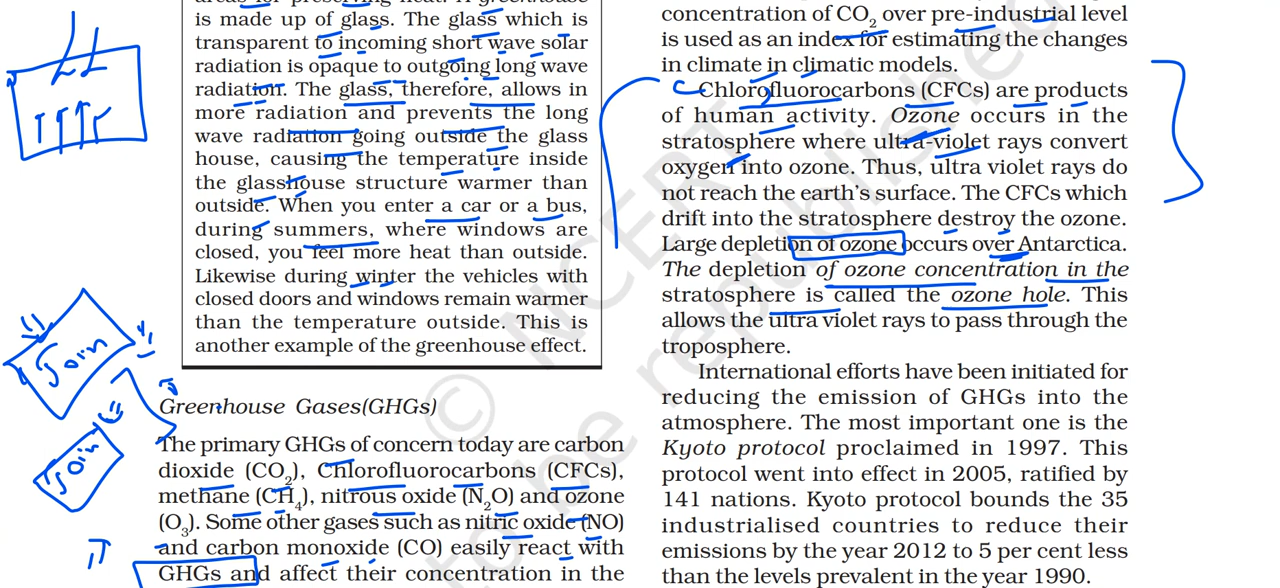 areas for preserving heat. A greenhouse
is made up of glass. The glass which is
transparent to incoming short wave solar
radiation is opaque to outgoing long wave
radiation. The glass, therefore, allows in
more radiation and prevents the long
wave radiation going outside the glass
house, causing the temperature inside
the glasshouse structure warmer than
outside. When you enter a car or a bus,
during summers, where windows are
closed, you feel more heat than outside.
Likewise during winter the vehicles with
closed doors and windows remain warmer
than the temperature outside. This is
another example of the greenhouse effect.
Join
Join
Greenhouse Gases(GHGs)
The primary GHGs of concern today are carbon
dioxide (CO2), Chlorofluorocarbons (CFCs),
methane (CH4), nitrous oxide (N2O) and ozone
(O3). Some other gases such as nitric oxide (NO)
and carbon monoxide (CO) easily react with
GHGs and affect their concentration in the
concentration of CO2 over pre-industrial level
is used as an index for estimating the changes
in climate in climatic models.
Chlorofluorocarbons (CFCs) are products
of human activity. Ozone occurs in the
stratosphere where ultra-violet rays convert
oxygen into ozone. Thus, ultra violet rays do
not reach the earth's surface. The CFCs which
drift into the stratosphere destroy the ozone.
Large depletion of ozone occurs over Antarctica.
The depletion of ozone concentration in the
stratosphere is called the ozone hole. This
allows the ultra violet rays to pass through the
troposphere.
International efforts have been initiated for
reducing the emission of GHGs into the
atmosphere. The most important one is the
Kyoto protocol proclaimed in 1997. This
protocol went into effect in 2005, ratified by
141 nations. Kyoto protocol bounds the 35
industrialised countries to reduce their
emissions by the year 2012 to 5 per cent less
than the levels prevalent in the year 1990.
© NCERT
to be republished